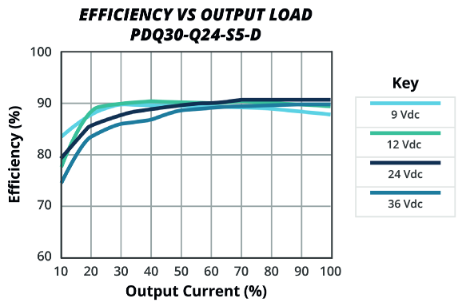 EFFICIENCY VS OUTPUT LOAD
PDQ30-Q24-S5-D
100
90
80
70
60
Efficiency (%)
10 20 30 40 50 60 70 80 90 100
Output Current (%)
Key
9 Vdc
12 Vdc
24 Vdc
36 Vdc